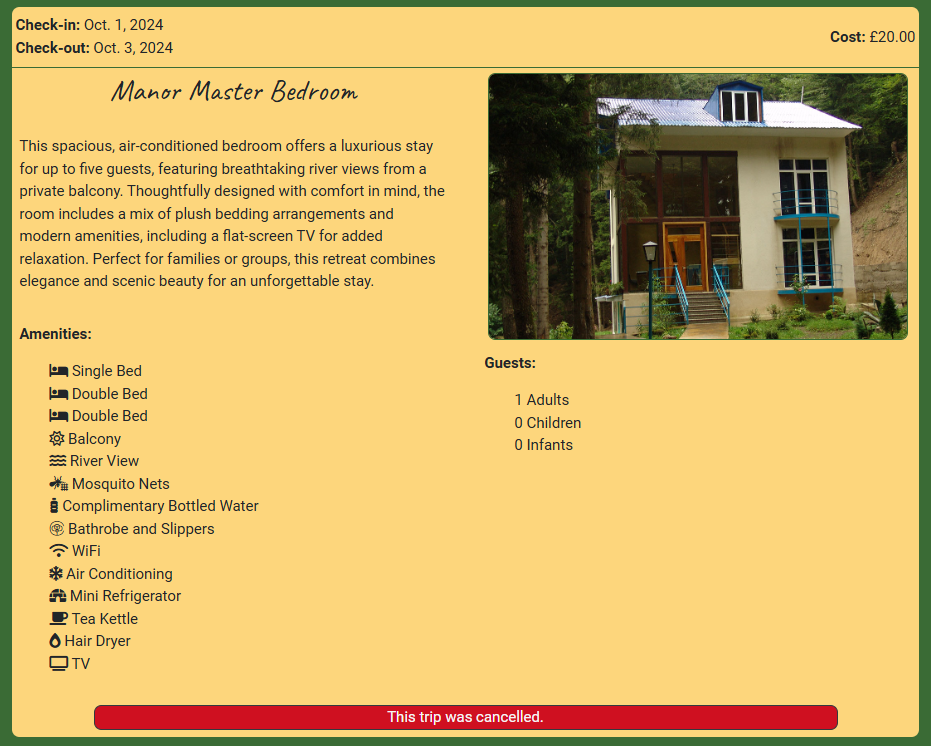 Check-in: Oct. 1, 2024
Check-out: Oct. 3, 2024
Cost: £20.00
Manor Master Bedroom
This spacious, air-conditioned bedroom offers a luxurious stay
for up to five guests, featuring breathtaking river views from a
private balcony. Thoughtfully designed with comfort in mind, the
room includes a mix of plush bedding arrangements and
modern amenities, including a flat-screen TV for added
relaxation. Perfect for families or groups, this retreat combines
elegance and scenic beauty for an unforgettable stay.
Amenities:
Single Bed
Double Bed
Double Bed
Balcony
River View
Mosquito Nets
Complimentary Bottled Water
Bathrobe and Slippers
WiFi
Air Conditioning
Mini Refrigerator
Tea Kettle
Hair Dryer
TV
Guests:
1 Adults
0 Children
0 Infants
This trip was cancelled.